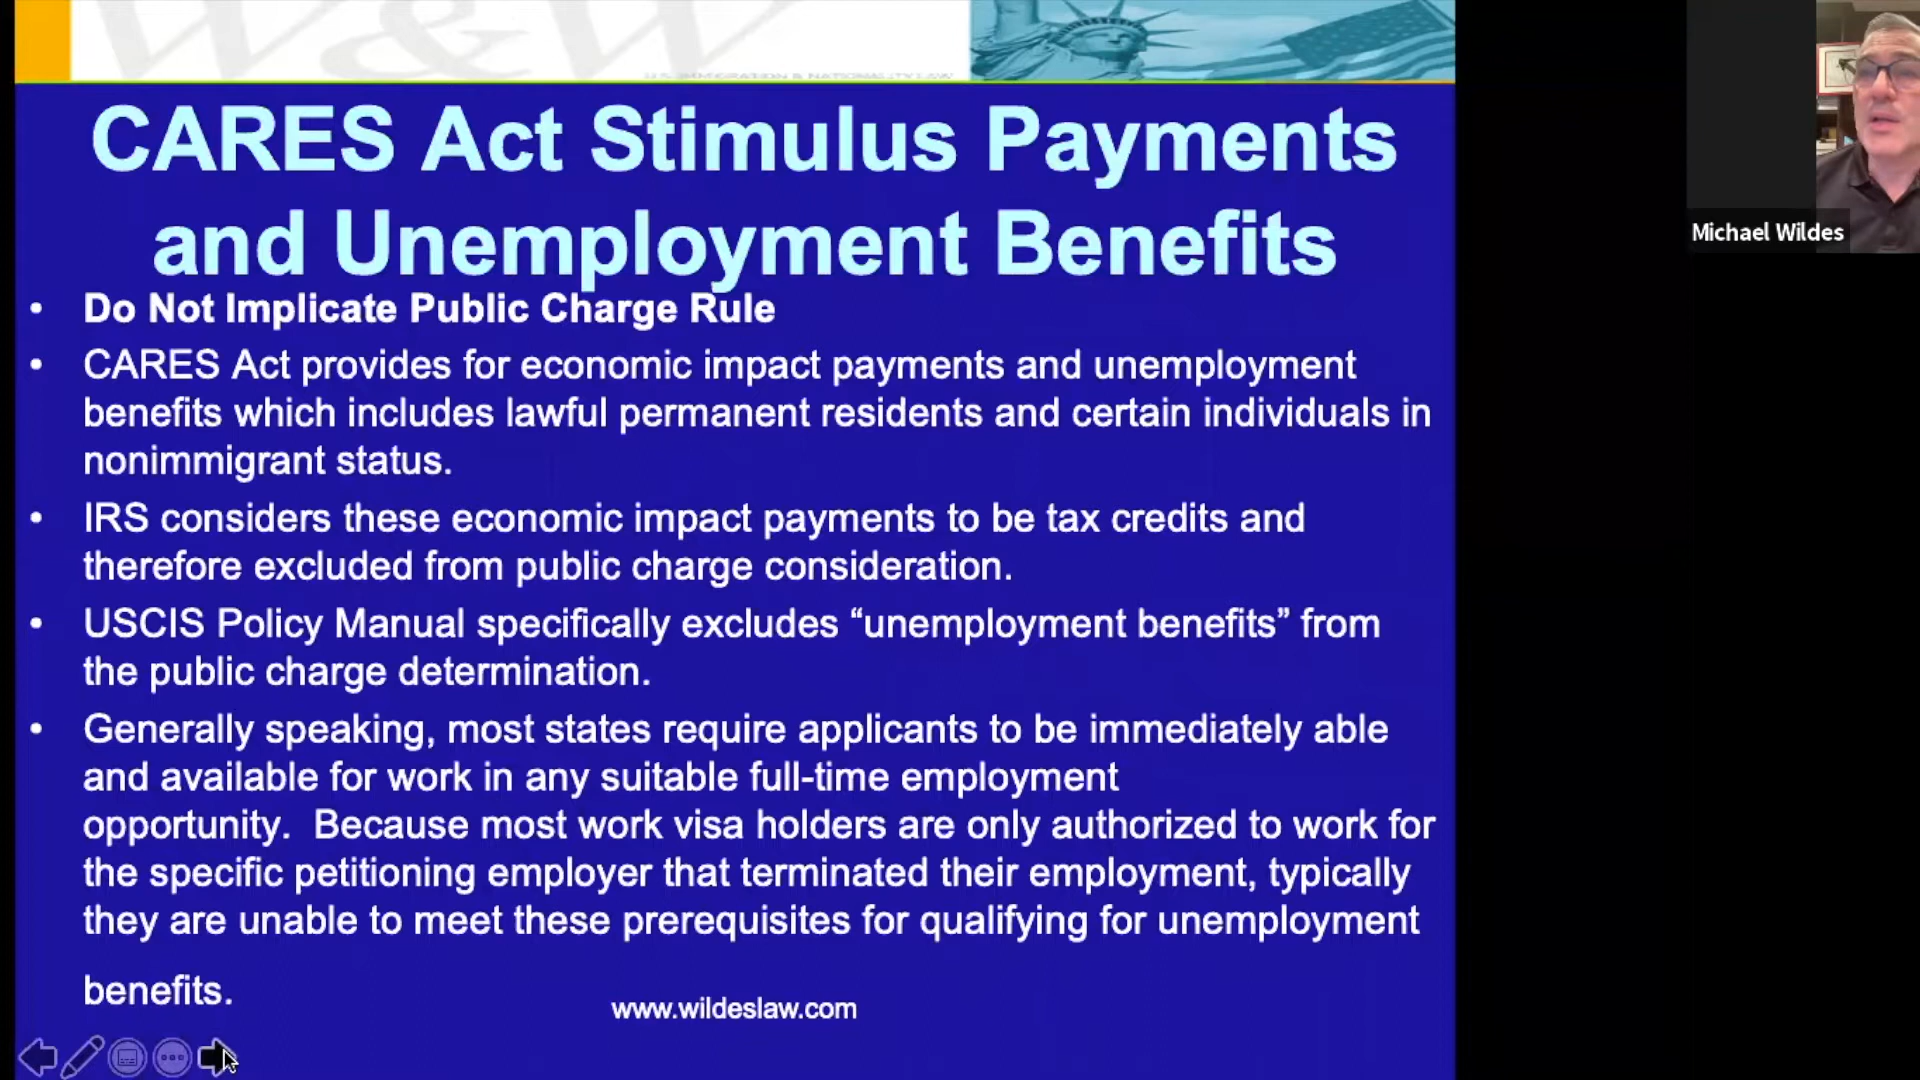 W&W
U.S. IMMIGRATION & NATIONALITY LAW
CARES Act Stimulus Payments
and Unemployment Benefits
• Do Not Implicate Public Charge Rule
• CARES Act provides for economic impact payments and unemployment
benefits which includes lawful permanent residents and certain individuals in
nonimmigrant status.
• IRS considers these economic impact payments to be tax credits and
therefore excluded from public charge consideration.
• USCIS Policy Manual specifically excludes “unemployment benefits” from
the public charge determination.
• Generally speaking, most states require applicants to be immediately able
and available for work in any suitable full-time employment
opportunity.  Because most work visa holders are only authorized to work for
the specific petitioning employer that terminated their employment, typically
they are unable to meet these prerequisites for qualifying for unemployment
benefits.
www.wildeslaw.com
Michael Wildes